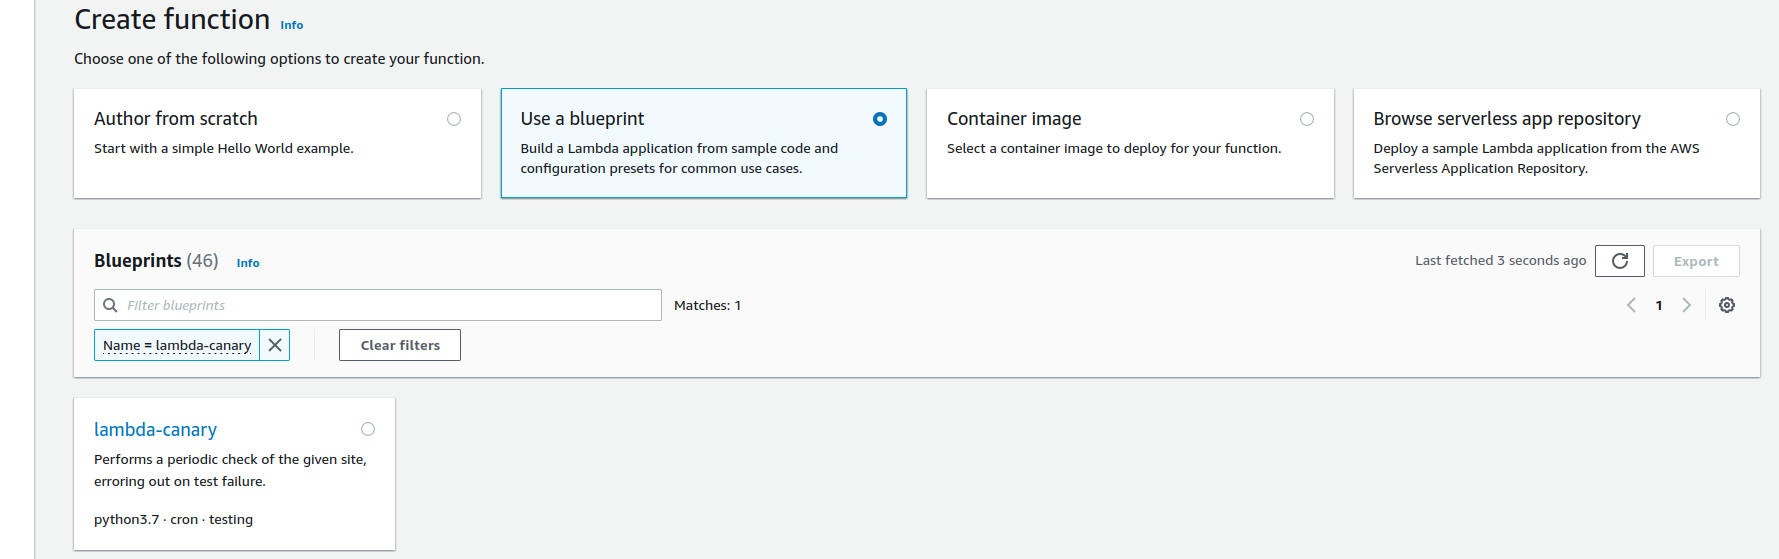 Create function Info
Choose one of the following options to create your function.
Author from scratch
Start with a simple Hello World example.
Use a blueprint
Build a Lambda application from sample code and
configuration presets for common use cases.
Container image
Select a container image to deploy for your function.
Browse serverless app repository
Deploy a sample Lambda application from the AWS
Serverless Application Repository.
Blueprints (46) Info
Last fetched 3 seconds ago
Export
Filter blueprints
Matches: 1
1
Name = lambda-canary
Clear filters
lambda-canary
Performs a periodic check of the given site,
erroring out on test failure.
python3.7 · cron · testing